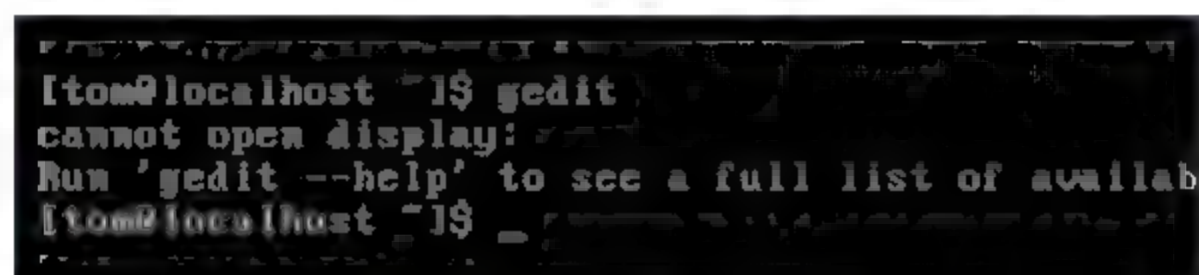 [tom@localhost ~]$ gedit
cannot open display:
Run 'gedit --help' to see a full list of availab
[tom@localhost ~]$ _